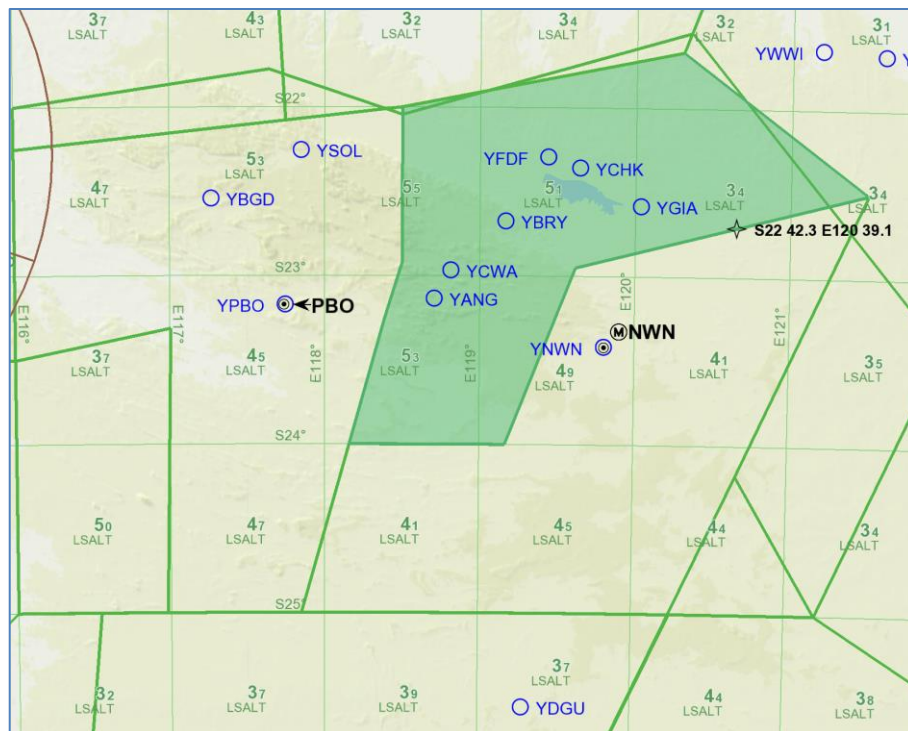 37
LSALT
43
LSALT
32
LSALT
34
LSALT
32
LSALT
31
LSALT
YWWI
Y
S22°
YSOL
53
LSALT
YFDF
YCHK
47
LSALT
YBGD
55
LSALT
51
LSALT
YBRY
YGIA
34
LSALT
34
LSALT
S22 42.3 E120 39.1
S23°
YCWA
YANG
YPBO
PBO
E116°
E117°
E118°
E119°
E120°
E121°
YNWN
NWN
37
LSALT
45
LSALT
53
LSALT
49
LSALT
41
LSALT
35
LSALT
S24°
50
LSALT
47
LSALT
41
LSALT
45
LSALT
44
LSALT
34
LSALT
S25°
32
LSALT
37
LSALT
39
LSALT
37
LSALT
YDGU
44
LSALT
38
LSALT